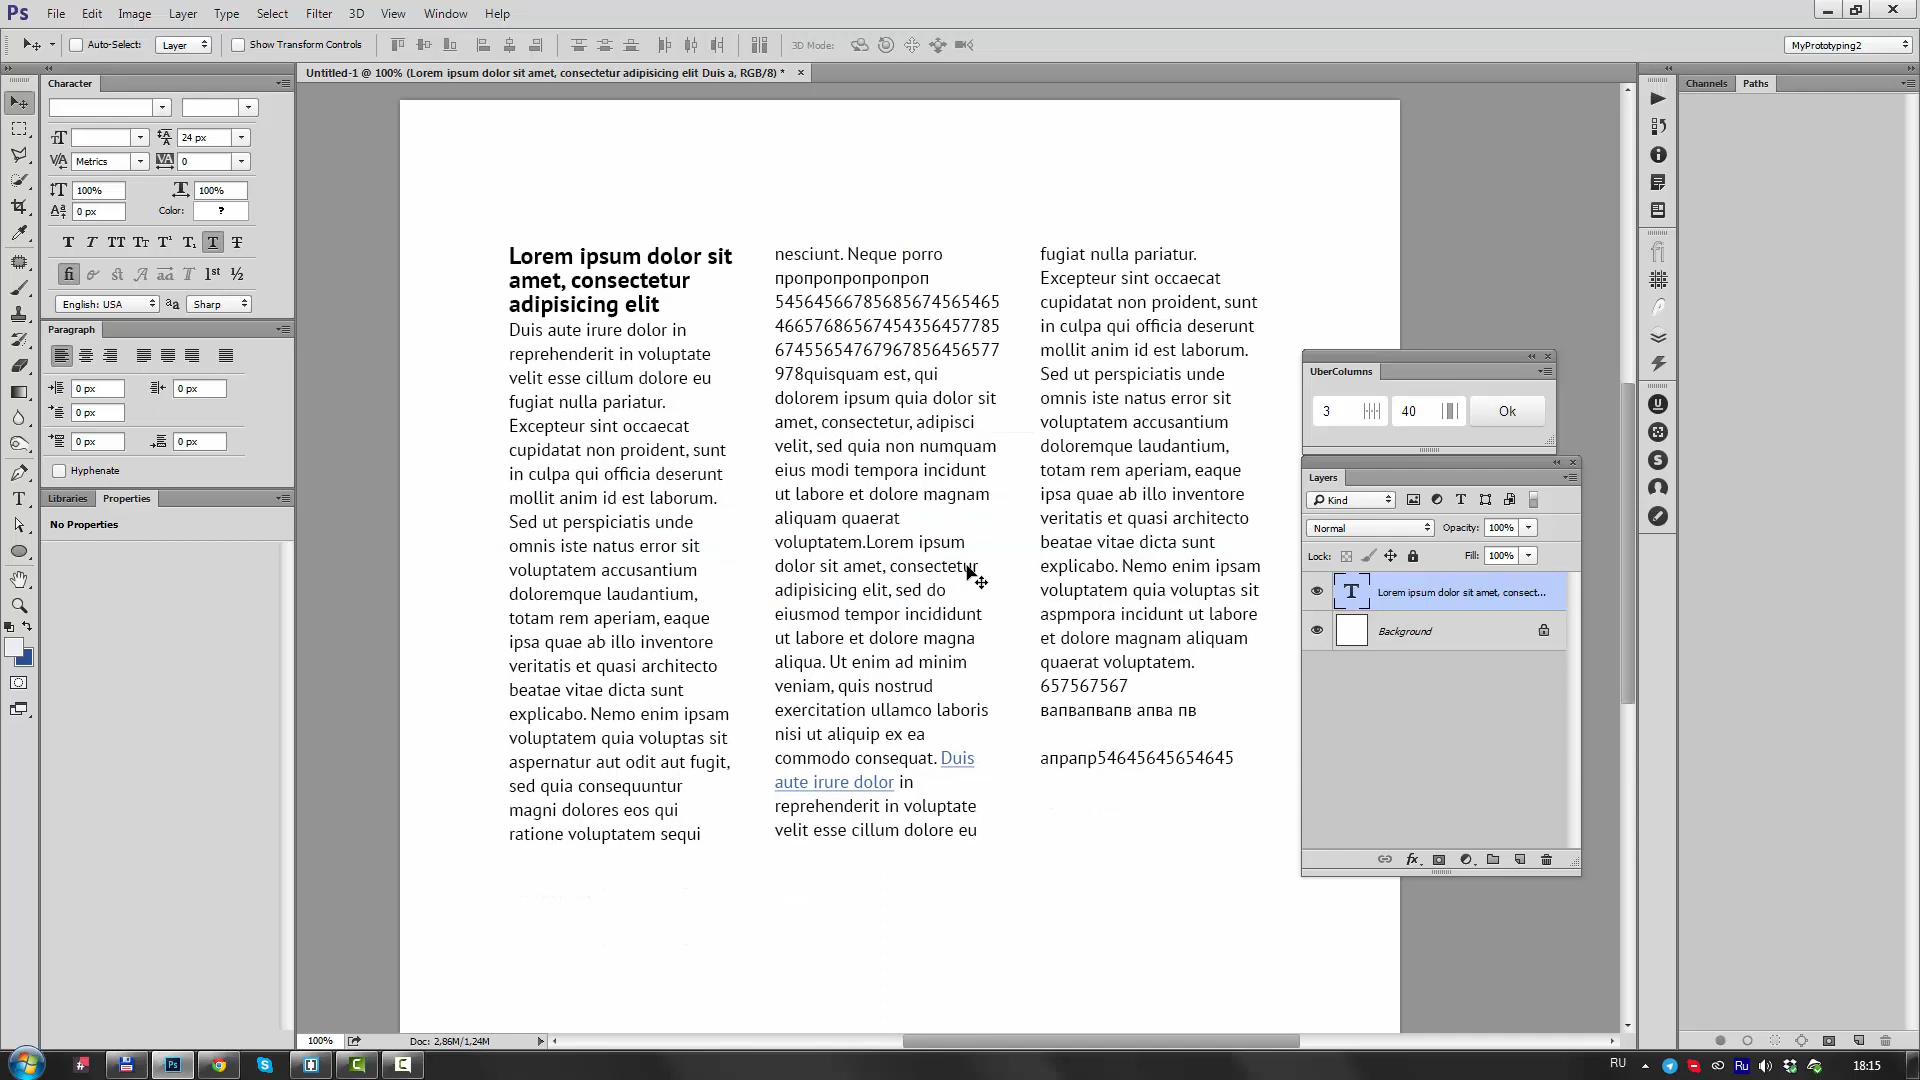 Ps File Edit Image Layer Type Select Filter 3D View Window Help
Auto-Select: Layer Show Transform Controls 3D Mode: MyPrototyping2
Untitled-1 @ 100% (Lorem ipsum dolor sit amet, consectetur adipisicing elit Duis a, RGB/8) *
Character
24 px
Metrics 0
100% 100%
0 px Color: ?
T T TT Tт T¹ T₁ T T
fi st A aa T 1st ½
English: USA aa Sharp
Paragraph
0 px 0 px
0 px
0 px 0 px
Hyphenate
Libraries Properties
No Properties
Lorem ipsum dolor sit
amet, consectetur
adipisicing elit
Duis aute irure dolor in
reprehenderit in voluptate
velit esse cillum dolore eu
fugiat nulla pariatur.
Excepteur sint occaecat
cupidatat non proident, sunt
in culpa qui officia deserunt
mollit anim id est laborum.
Sed ut perspiciatis unde
omnis iste natus error sit
voluptatem accusantium
doloremque laudantium,
totam rem aperiam, eaque
ipsa quae ab illo inventore
veritatis et quasi architecto
beatae vitae dicta sunt
explicabo. Nemo enim ipsam
voluptatem quia voluptas sit
aspernatur aut odit aut fugit,
sed quia consequuntur
magni dolores eos qui
ratione voluptatem sequi
nesciunt. Neque porro
пропропропропроп
54564566785685674565465
46657686567454356457785
67455654767967856456577
978quisquam est, qui
dolorem ipsum quia dolor sit
amet, consectetur, adipisci
velit, sed quia non numquam
eius modi tempora incidunt
ut labore et dolore magnam
aliquam quaerat
voluptatem.Lorem ipsum
dolor sit amet, consectetur
adipisicing elit, sed do
eiusmod tempor incididunt
ut labore et dolore magna
aliqua. Ut enim ad minim
veniam, quis nostrud
exercitation ullamco laboris
nisi ut aliquip ex ea
commodo consequat. Duis
aute irure dolor in
reprehenderit in voluptate
velit esse cillum dolore eu
fugiat nulla pariatur.
Excepteur sint occaecat
cupidatat non proident, sunt
in culpa qui officia deserunt
mollit anim id est laborum.
Sed ut perspiciatis unde
omnis iste natus error sit
voluptatem accusantium
doloremque laudantium,
totam rem aperiam, eaque
ipsa quae ab illo inventore
veritatis et quasi architecto
beatae vitae dicta sunt
explicabo. Nemo enim ipsam
voluptatem quia voluptas sit
aspmpora incidunt ut labore
et dolore magnam aliquam
quaerat voluptatem.
657567567
вапвапвапв апва пв
апрапр54645645654645
UberColumns
3 40 Ok
Layers
Kind
Normal Opacity: 100%
Lock: Fill: 100%
T Lorem ipsum dolor sit amet, consect...
Background
fx
Channels Paths
100% Doc: 2,86M/1,24M
RU 18:15